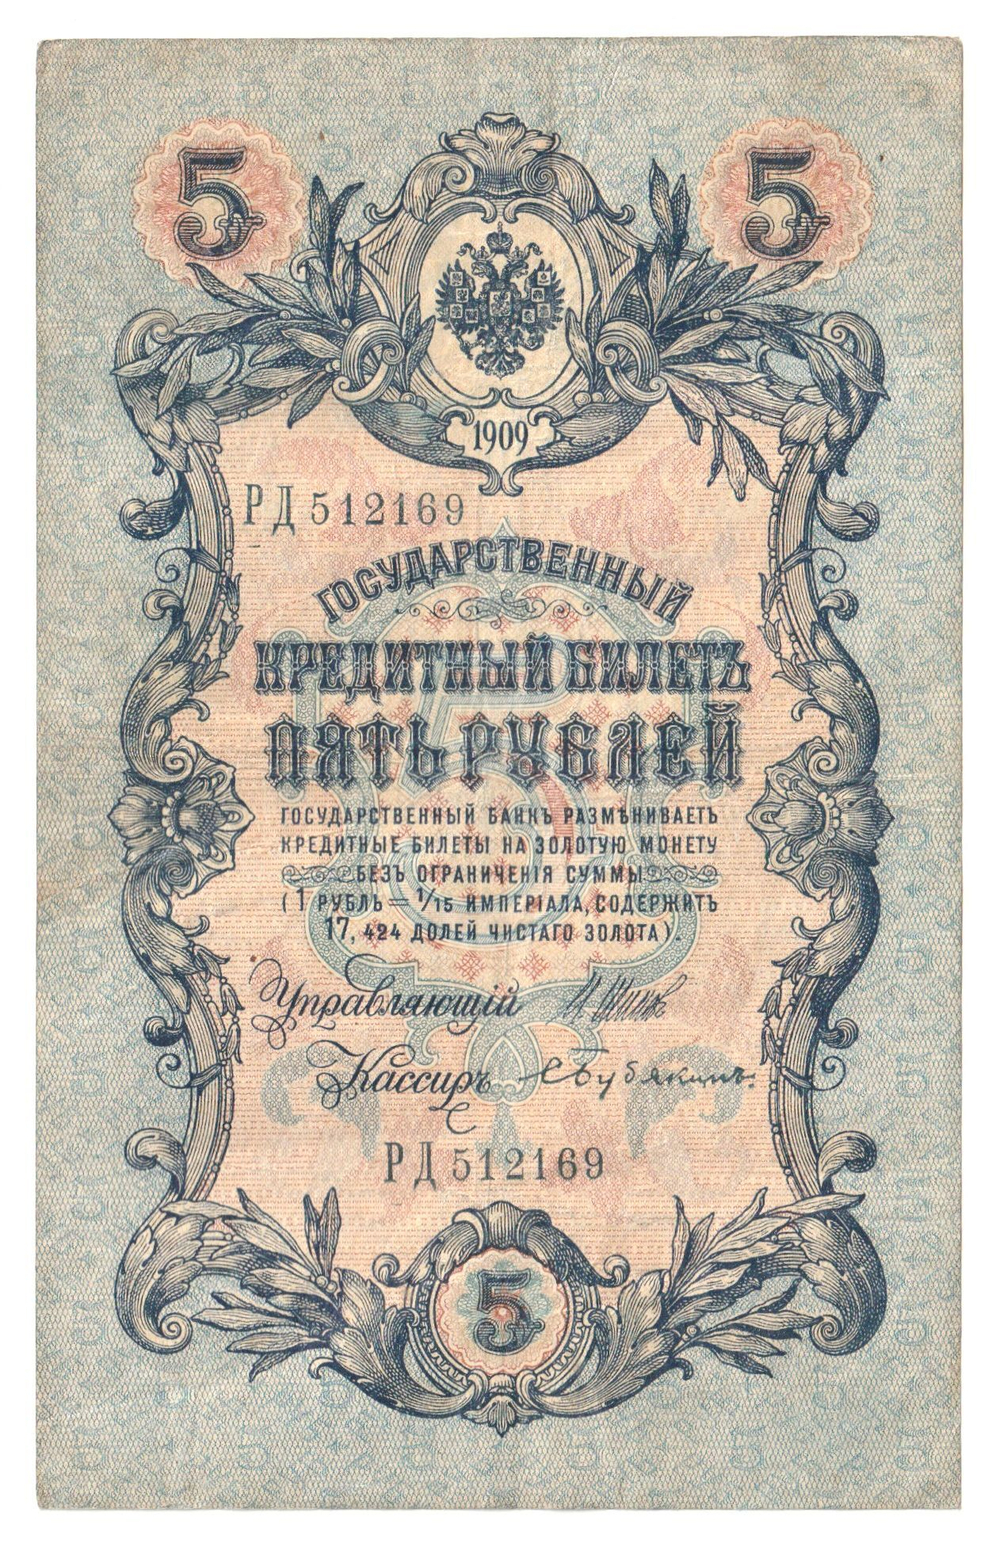 5 5
1909
РД 512169
ГОСУДАРСТВЕННЫЙ
КРЕДИТНЫЙ БИЛЕТЪ
ПЯТЬ РУБЛЕЙ
ГОСУДАРСТВЕННЫЙ БАНКЪ РАЗМѢНИВАЕТЪ
КРЕДИТНЫЕ БИЛЕТЫ НА ЗОЛОТУЮ МОНЕТУ
БЕЗЪ ОГРАНИЧЕНІЯ СУММЫ
(1 РУБЛЬ = 1/15 ИМПЕРІАЛА, СОДЕРЖИТЪ
17,424 ДОЛЕЙ ЧИСТАГО ЗОЛОТА).
Управляющій
Кассиръ
РД 512169
5